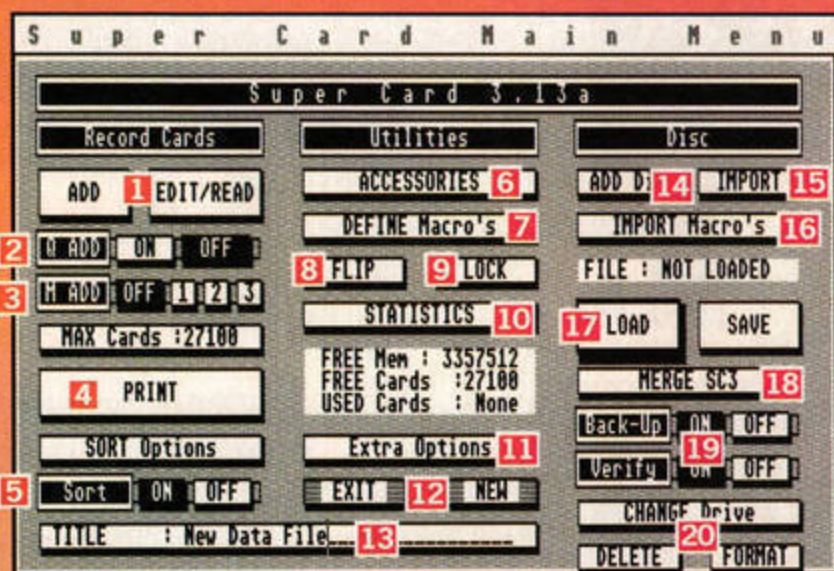 Super Card Main Menu
Super Card 3.13a
Record Cards
ADD 1 EDIT/READ
2 Q ADD ON OFF
3 M ADD OFF 1 2 3
MAX Cards :27100
4 PRINT
SORT Options
5 Sort ON OFF
Utilities
ACCESSORIES 6
DEFINE Macro's 7
8 FLIP 9 LOCK
STATISTICS 10
FREE Mem : 3357512
FREE Cards :27100
USED Cards : None
Extra Options 11
EXIT 12 NEW
TITLE : New Data File 13
Disc
ADD 14 IMPORT 15
IMPORT Macro's 16
FILE : NOT LOADED
17 LOAD SAVE
MERGE SC3 18
Back-Up ON OFF
19
Verify ON OFF
CHANGE Drive
20
DELETE FORMAT